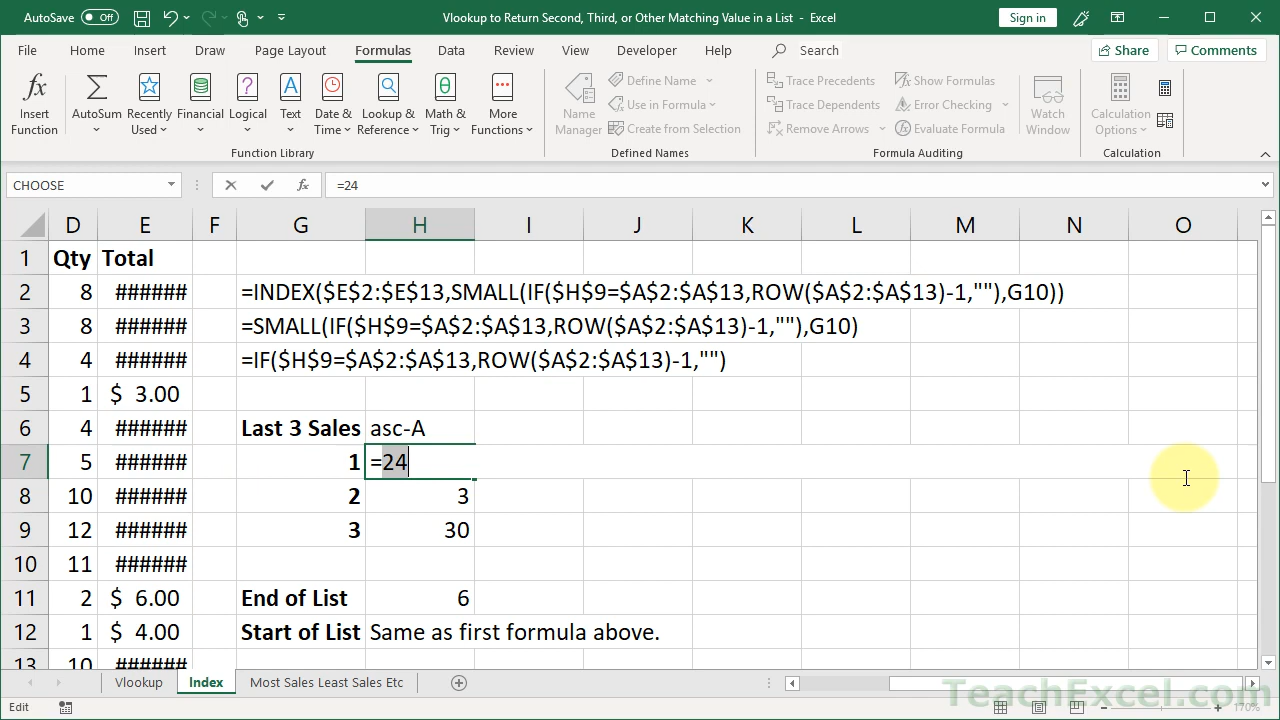 AutoSave Off
Vlookup to Return Second, Third, or Other Matching Value in a List - Excel
Sign in
File Home Insert Draw Page Layout Formulas Data Review View Developer Help Search Share Comments
Insert Function
AutoSum
Recently Used
Financial
Logical
Text
Date & Time
Lookup & Reference
Math & Trig
More Functions
Function Library
Name Manager
Define Name
Use in Formula
Create from Selection
Defined Names
Trace Precedents
Trace Dependents
Remove Arrows
Show Formulas
Error Checking
Evaluate Formula
Formula Auditing
Watch Window
Calculation Options
Calculation
CHOOSE fx =24
D E F G H I J K L M N O
1 Qty Total
2 8 ###### =INDEX($E$2:$E$13,SMALL(IF($H$9=$A$2:$A$13,ROW($A$2:$A$13)-1,""),G10))
3 8 ###### =SMALL(IF($H$9=$A$2:$A$13,ROW($A$2:$A$13)-1,""),G10)
4 4 ###### =IF($H$9=$A$2:$A$13,ROW($A$2:$A$13)-1,"")
5 1 $ 3.00
6 4 ###### Last 3 Sales asc-A
7 5 ###### 1 =24
8 10 ###### 2 3
9 12 ###### 3 30
10 11 ######
11 2 $ 6.00 End of List 6
12 1 $ 4.00 Start of List Same as first formula above.
13 10 ######
Vlookup Index Most Sales Least Sales Etc
TeachExcel.com
Edit 170%